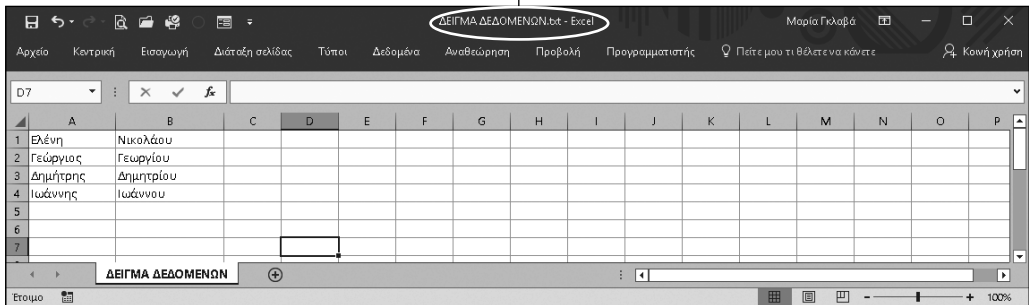 ΔΕΙΓΜΑ ΔΕΔΟΜΕΝΩΝ.txt - Excel Μαρία Γκλαβά
Αρχείο Κεντρική Εισαγωγή Διάταξη σελίδας Τύποι Δεδομένα Αναθεώρηση Προβολή Προγραμματιστής Πείτε μου τι θέλετε να κάνετε Κοινή χρήση
D7 fx
A B C D E F G H I J K L M N O P
1 Ελένη Νικολάου
2 Γεώργιος Γεωργίου
3 Δημήτρης Δημητρίου
4 Ιωάννης Ιωάννου
5
6
7
ΔΕΙΓΜΑ ΔΕΔΟΜΕΝΩΝ
Έτοιμο 100%